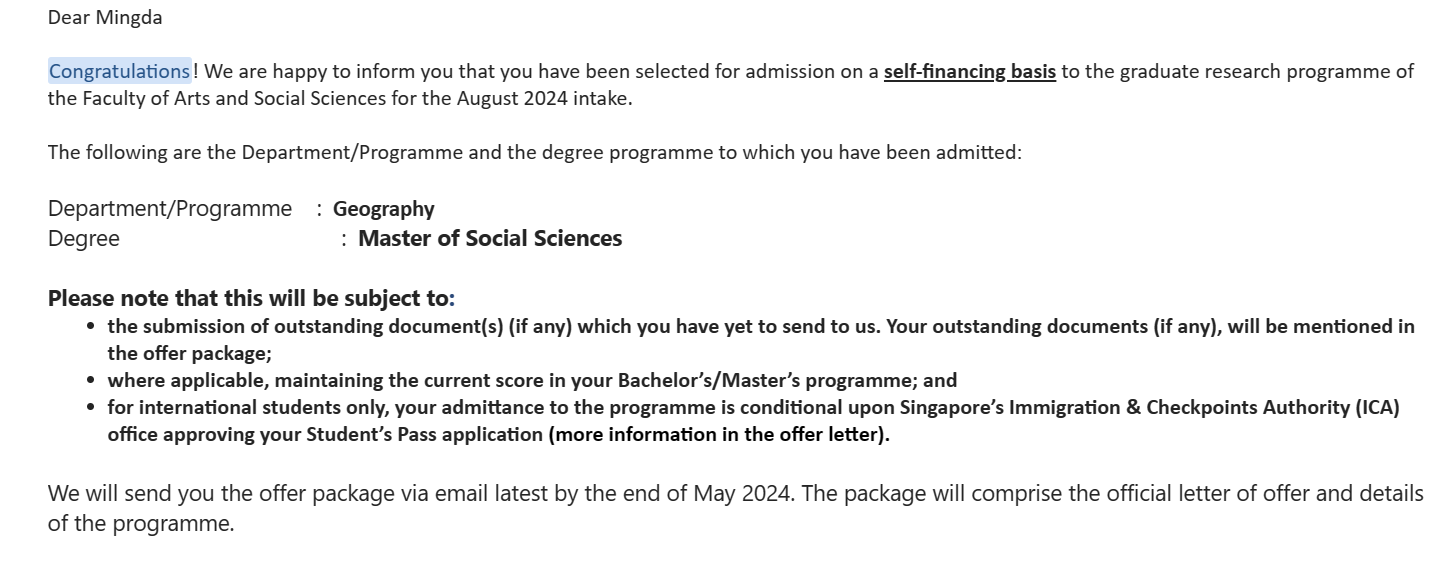 Dear Mingda
Congratulations! We are happy to inform you that you have been selected for admission on a self-financing basis to the graduate research programme of
the Faculty of Arts and Social Sciences for the August 2024 intake.
The following are the Department/Programme and the degree programme to which you have been admitted:
Department/Programme : Geography
Degree : Master of Social Sciences
Please note that this will be subject to:
• the submission of outstanding document(s) (if any) which you have yet to send to us. Your outstanding documents (if any), will be mentioned in
the offer package;
• where applicable, maintaining the current score in your Bachelor’s/Master’s programme; and
• for international students only, your admittance to the programme is conditional upon Singapore’s Immigration & Checkpoints Authority (ICA)
office approving your Student’s Pass application (more information in the offer letter).
We will send you the offer package via email latest by the end of May 2024. The package will comprise the official letter of offer and details
of the programme.